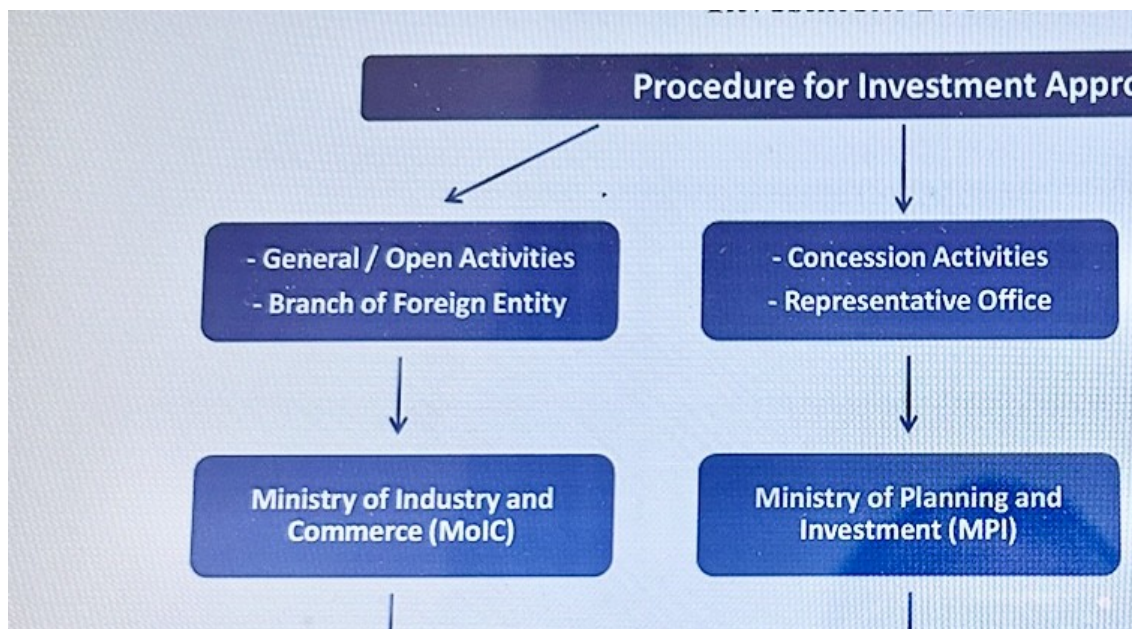 Procedure for Investment Appro
- General / Open Activities
- Branch of Foreign Entity
- Concession Activities
- Representative Office
Ministry of Industry and
Commerce (MoIC)
Ministry of Planning and
Investment (MPI)